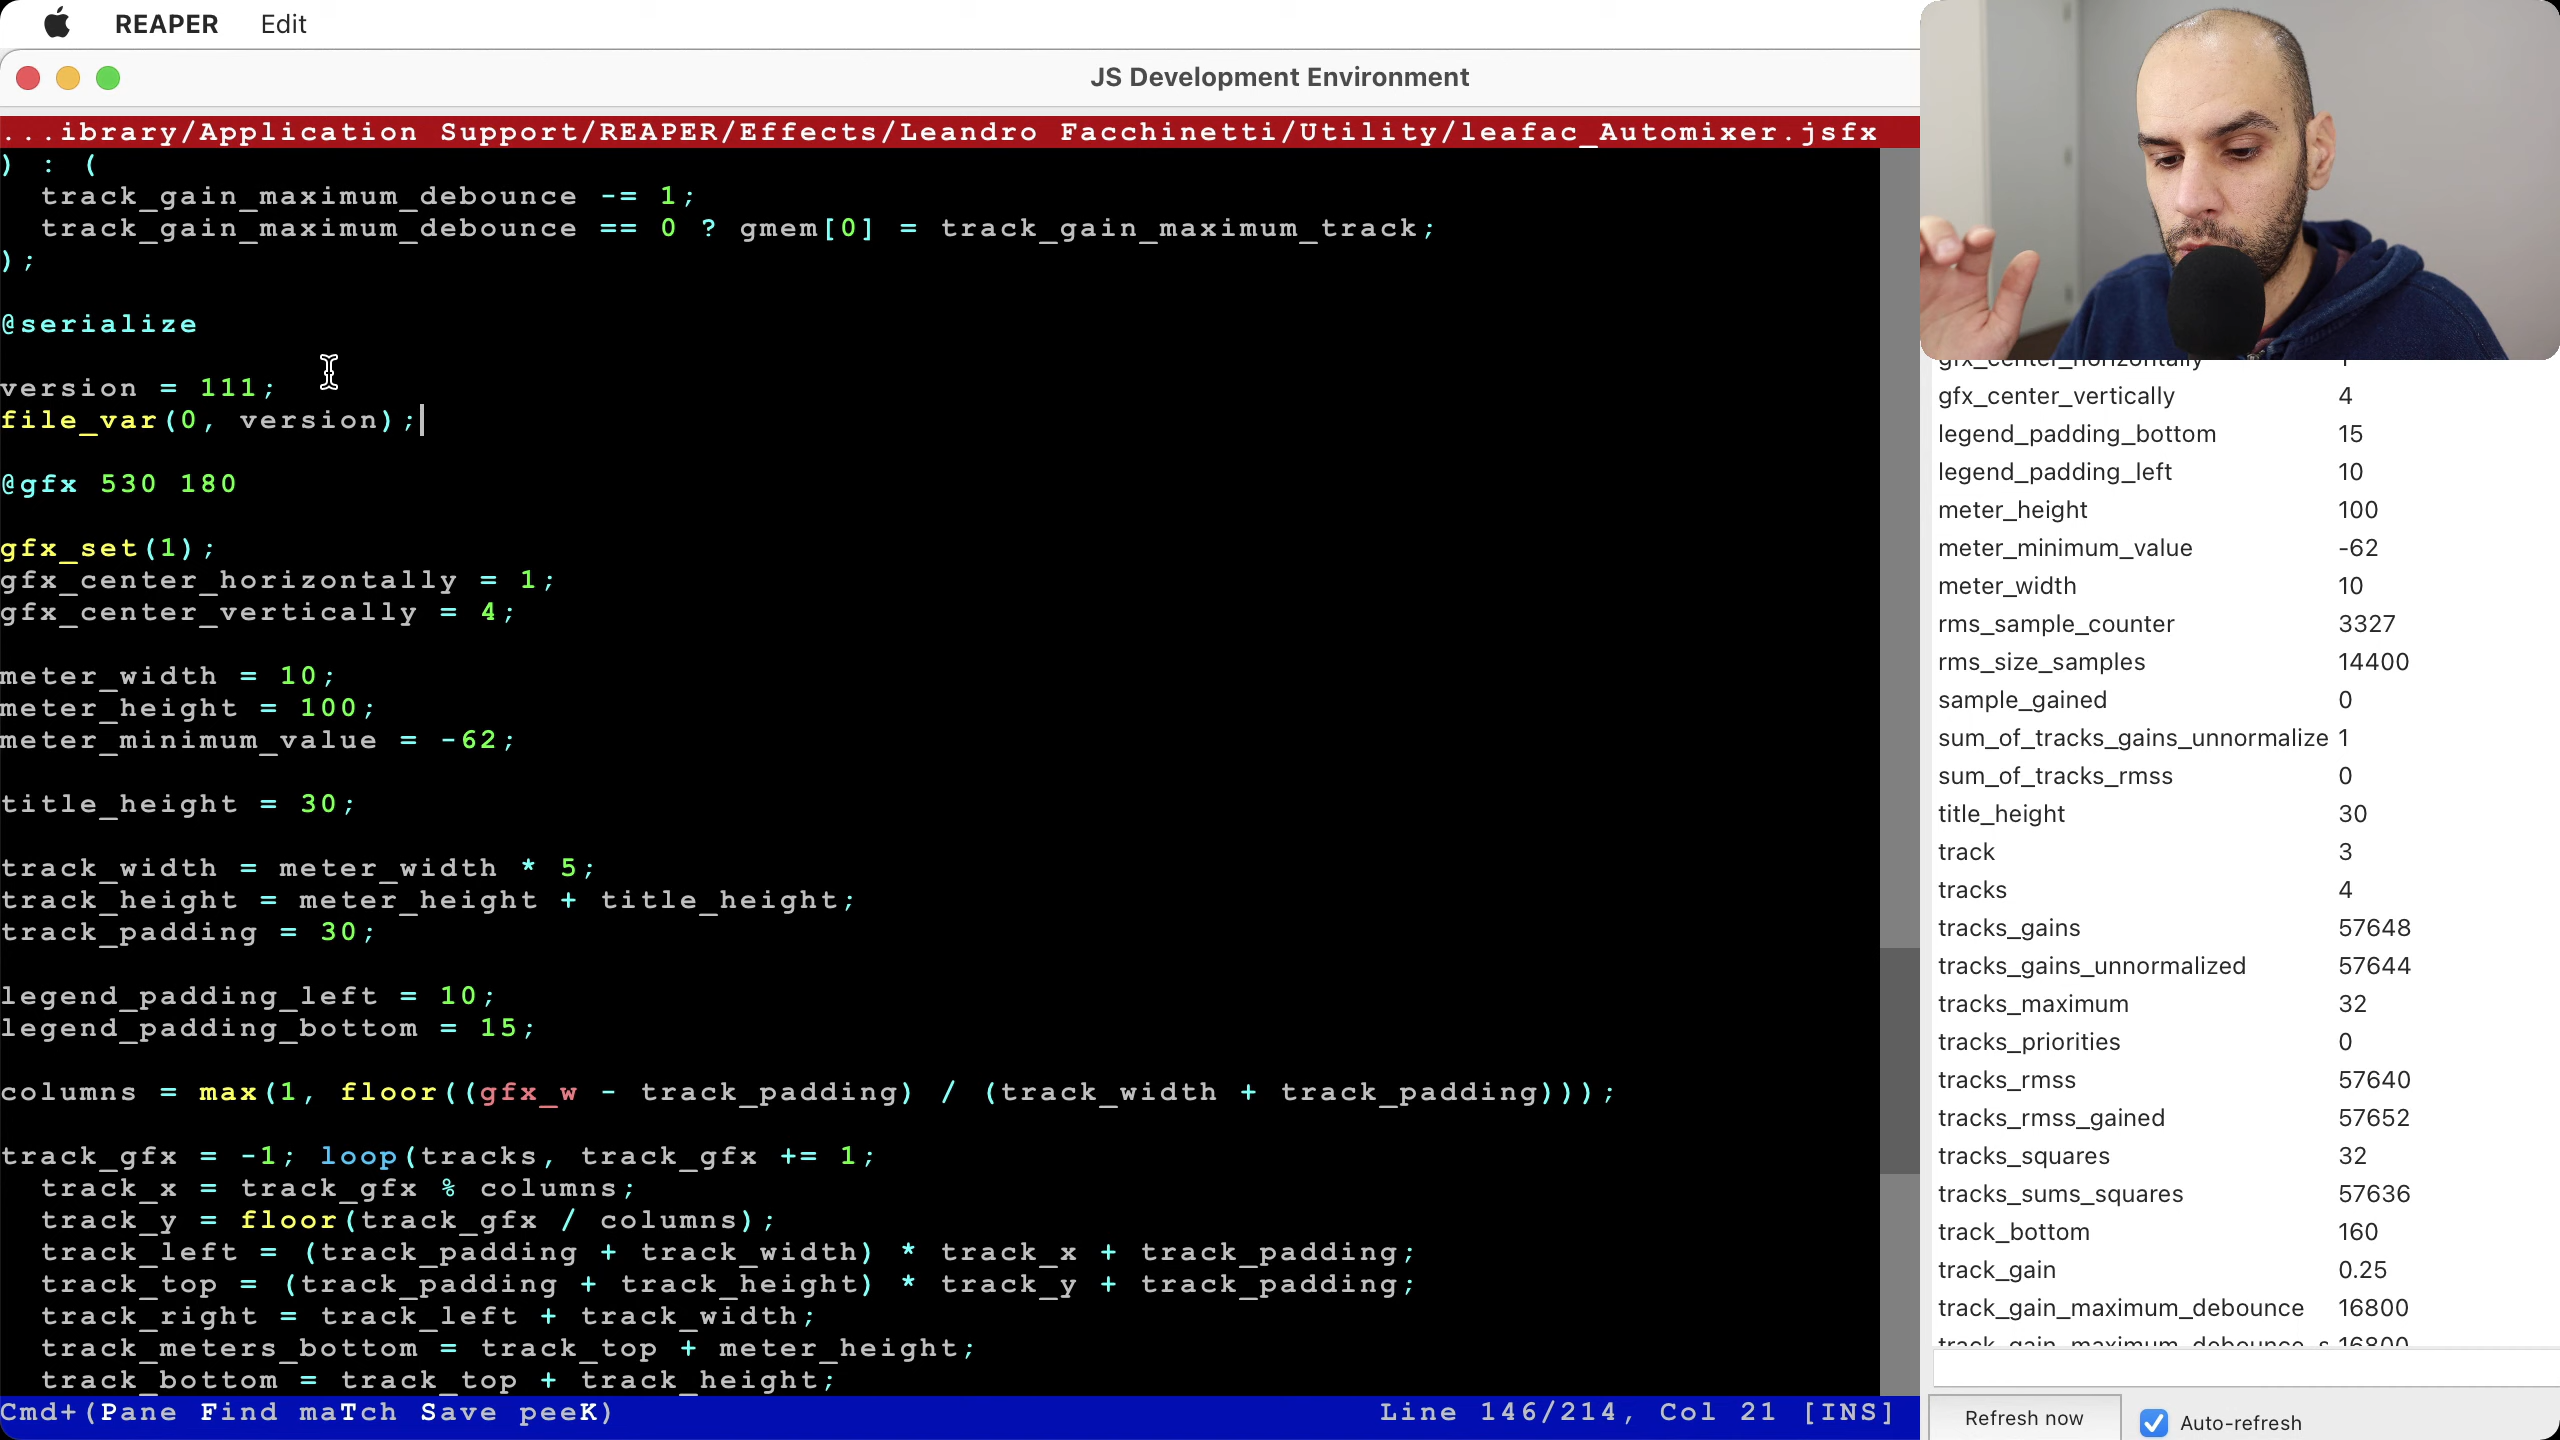 REAPER Edit
JS Development Environment
...ibrary/Application Support/REAPER/Effects/Leandro Facchinetti/Utility/leafac_Automixer.jsfx
) : (
  track_gain_maximum_debounce -= 1;
  track_gain_maximum_debounce == 0 ? gmem[0] = track_gain_maximum_track;
);
@serialize
version = 111;
file_var(0, version);
@gfx 530 180
gfx_set(1);
gfx_center_horizontally = 1;
gfx_center_vertically = 4;
meter_width = 10;
meter_height = 100;
meter_minimum_value = -62;
title_height = 30;
track_width = meter_width * 5;
track_height = meter_height + title_height;
track_padding = 30;
legend_padding_left = 10;
legend_padding_bottom = 15;
columns = max(1, floor((gfx_w - track_padding) / (track_width + track_padding)));
track_gfx = -1; loop(tracks, track_gfx += 1;
  track_x = track_gfx % columns;
  track_y = floor(track_gfx / columns);
  track_left = (track_padding + track_width) * track_x + track_padding;
  track_top = (track_padding + track_height) * track_y + track_padding;
  track_right = track_left + track_width;
  track_meters_bottom = track_top + meter_height;
  track_bottom = track_top + track_height;
Cmd+(Pane Find maTch Save peeK)
Line 146/214, Col 21 [INS]
gfx_center_horizontally 1
gfx_center_vertically 4
legend_padding_bottom 15
legend_padding_left 10
meter_height 100
meter_minimum_value -62
meter_width 10
rms_sample_counter 3327
rms_size_samples 14400
sample_gained 0
sum_of_tracks_gains_unnormalize 1
sum_of_tracks_rmss 0
title_height 30
track 3
tracks 4
tracks_gains 57648
tracks_gains_unnormalized 57644
tracks_maximum 32
tracks_priorities 0
tracks_rmss 57640
tracks_rmss_gained 57652
tracks_squares 32
tracks_sums_squares 57636
track_bottom 160
track_gain 0.25
track_gain_maximum_debounce 16800
track_gain_maximum_debounce_s 16800
Refresh now
Auto-refresh